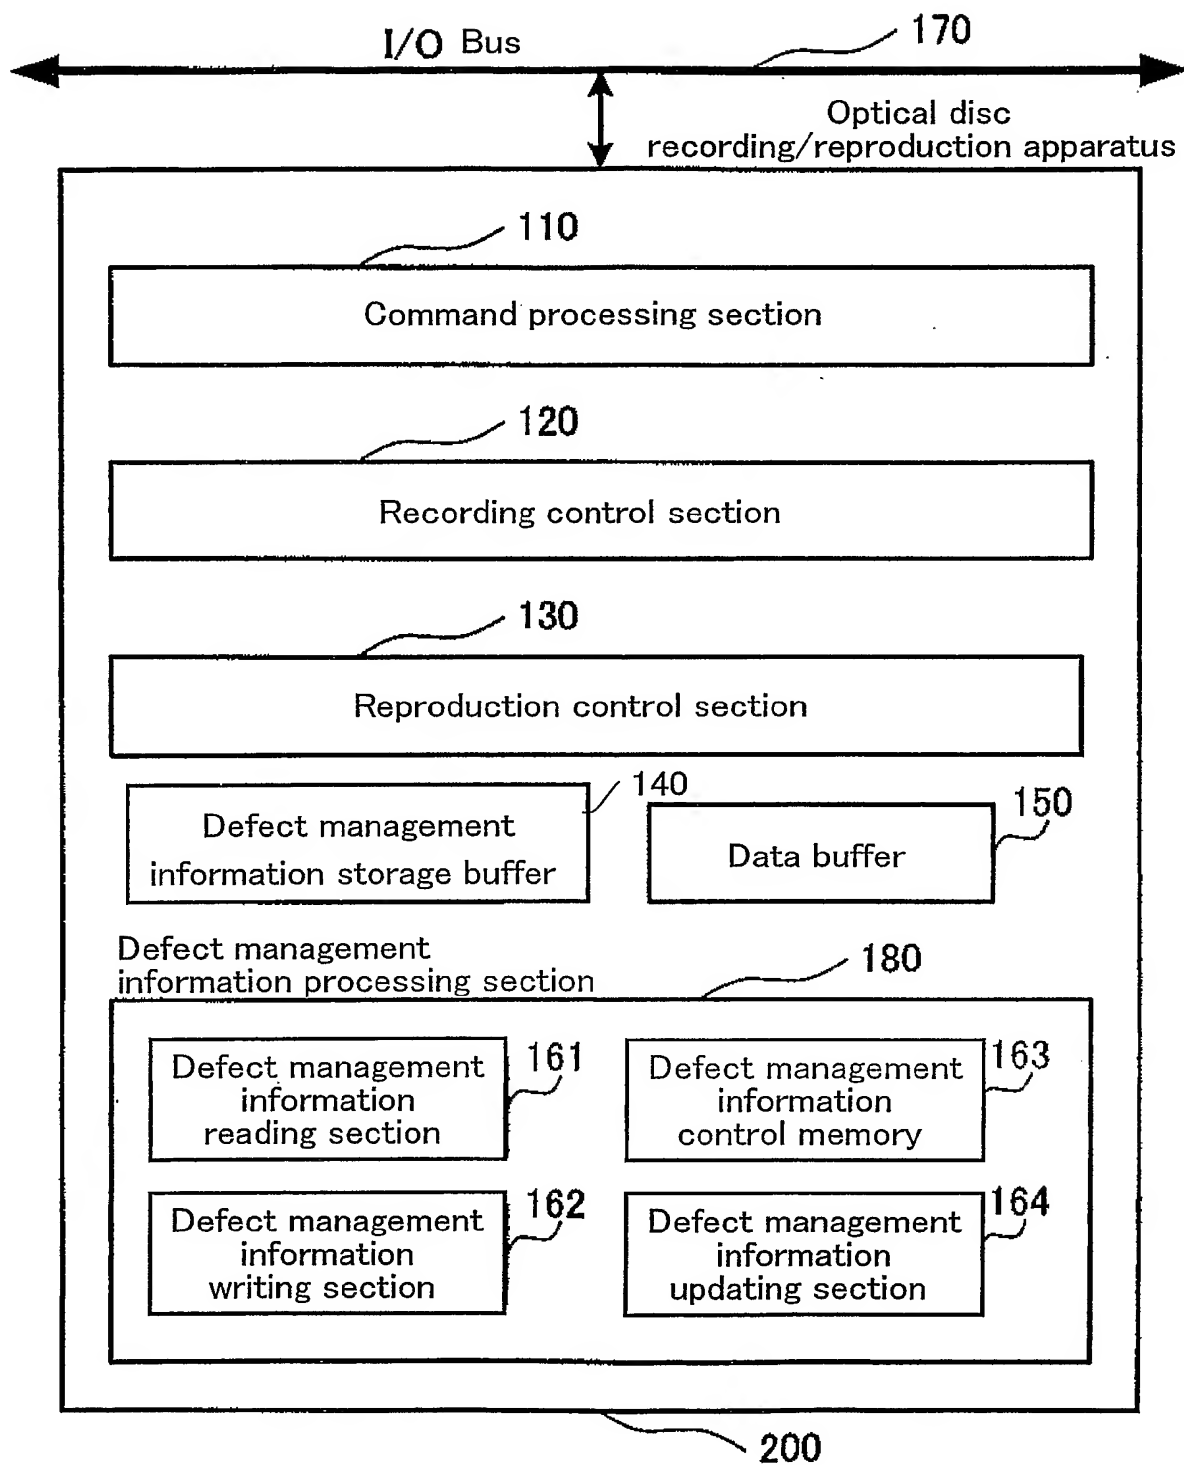 I/O Bus
170
Optical disc
recording/reproduction apparatus
110
Command processing section
120
Recording control section
130
Reproduction control section
140
Defect management
information storage buffer
150
Data buffer
Defect management
information processing section
180
161
Defect management
information
reading section
163
Defect management
information
control memory
162
Defect management
information
writing section
164
Defect management
information
updating section
200